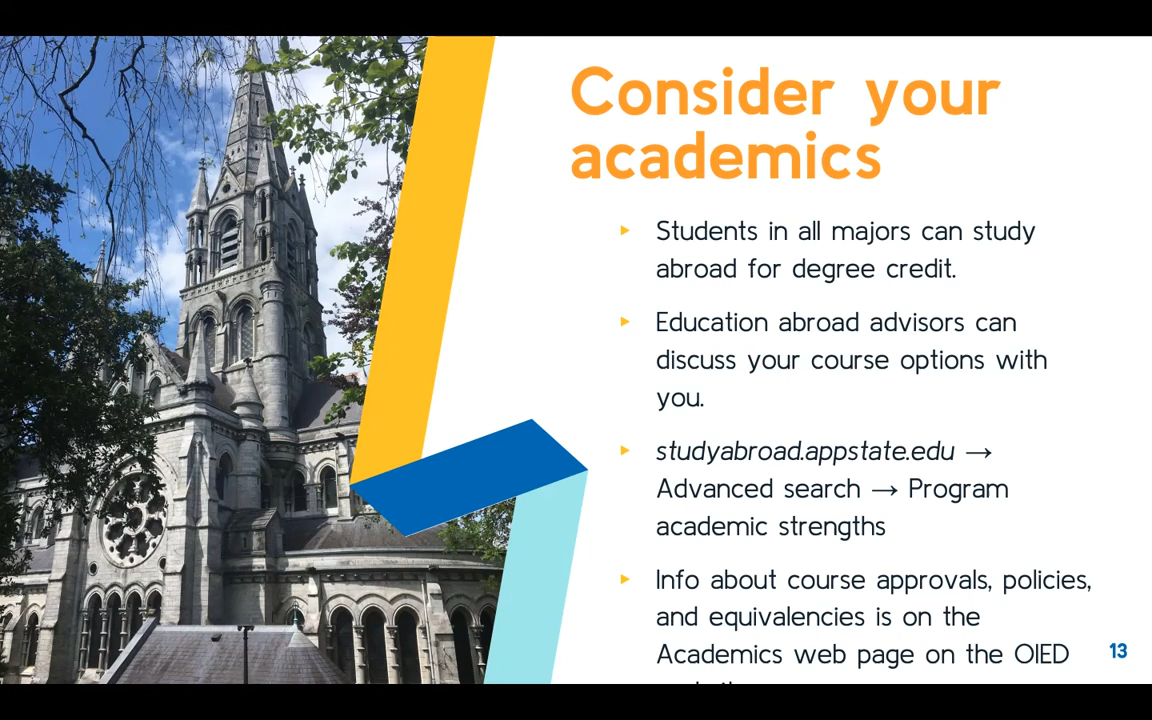 Consider your
academics
▸ Students in all majors can study
abroad for degree credit.
▸ Education abroad advisors can
discuss your course options with
you.
▸ studyabroad.appstate.edu →
Advanced search → Program
academic strengths
▸ Info about course approvals, policies,
and equivalencies is on the
Academics web page on the OIED
13